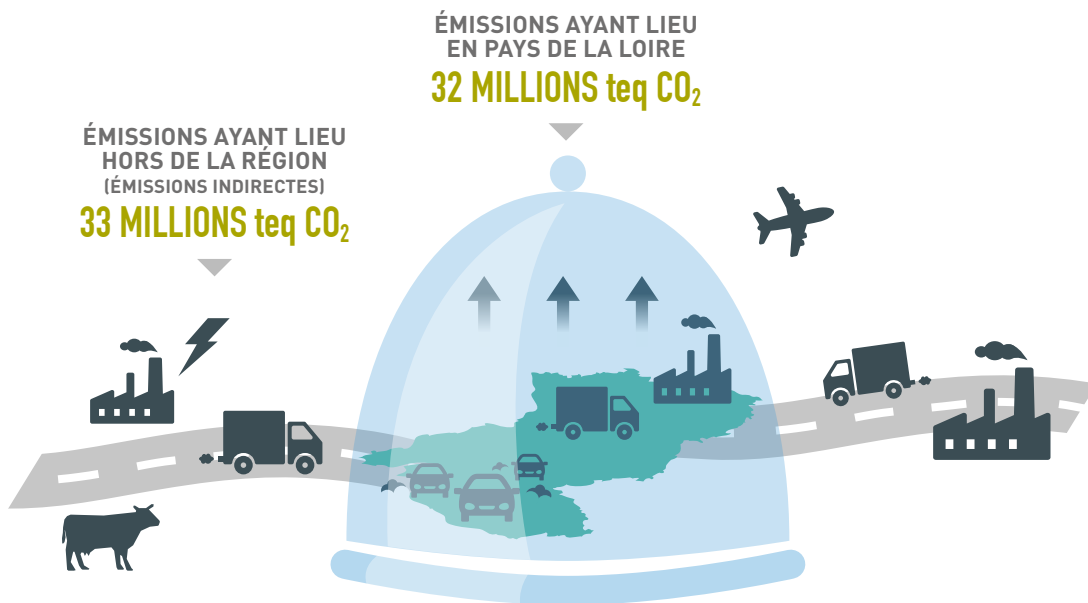 ÉMISSIONS AYANT LIEU
EN PAYS DE LA LOIRE
32 MILLIONS teq CO₂
ÉMISSIONS AYANT LIEU
HORS DE LA RÉGION
(ÉMISSIONS INDIRECTES)
33 MILLIONS teq CO₂